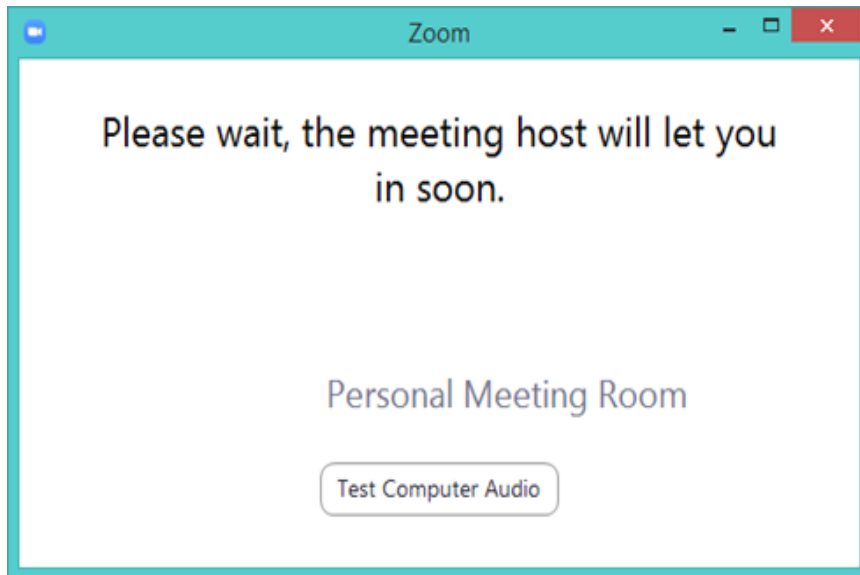 Zoom
Please wait, the meeting host will let you
in soon.
Personal Meeting Room
Test Computer Audio